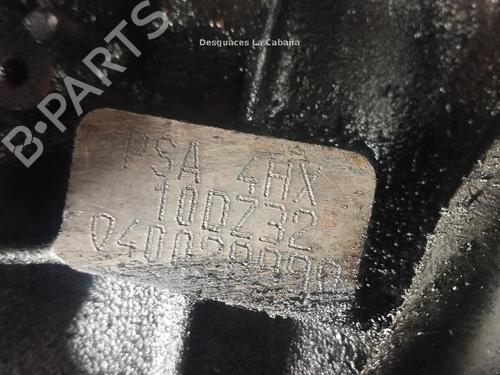 Desguaces La Cabaña
B-PARTS
PSA 4HX
10DZ32